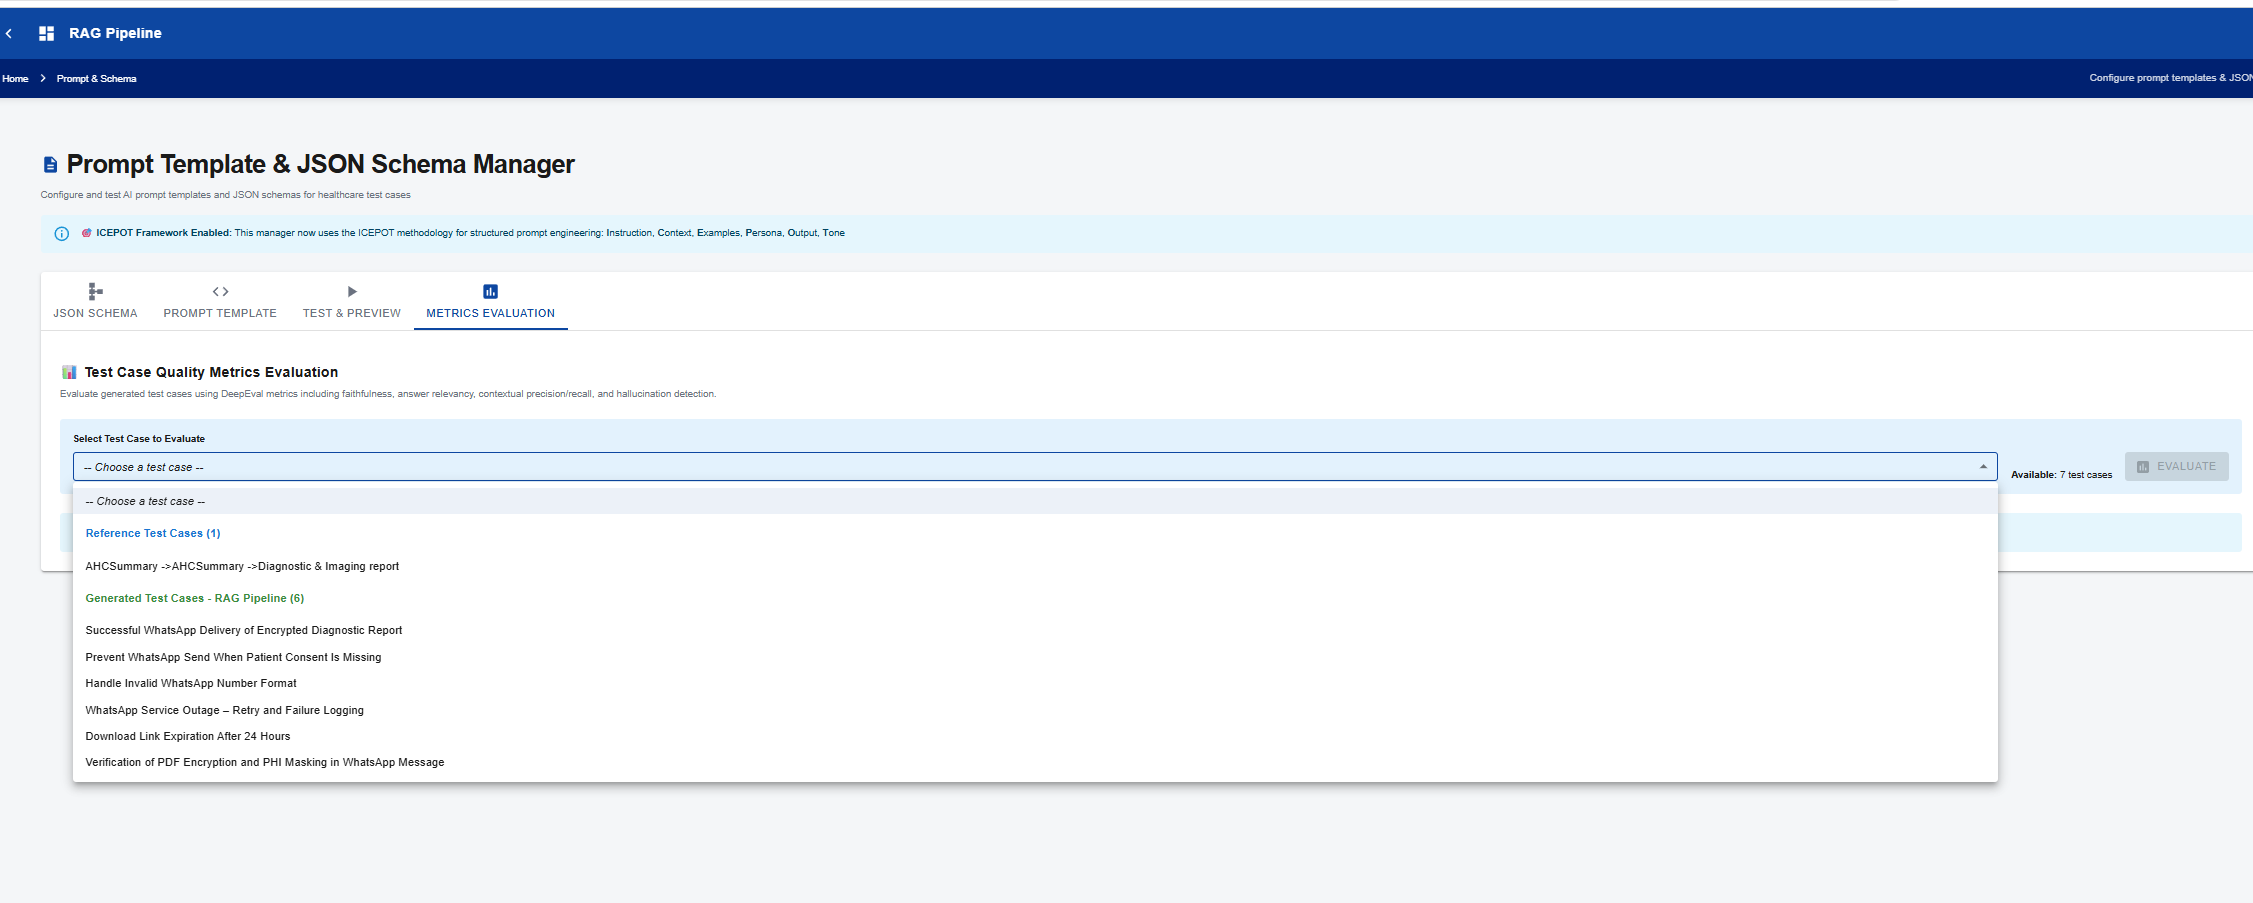 RAG Pipeline
Home > Prompt & Schema
Configure prompt templates & JSON
Prompt Template & JSON Schema Manager
Configure and test AI prompt templates and JSON schemas for healthcare test cases
ICEPOT Framework Enabled: This manager now uses the ICEPOT methodology for structured prompt engineering: Instruction, Context, Examples, Persona, Output, Tone
JSON SCHEMA
PROMPT TEMPLATE
TEST & PREVIEW
METRICS EVALUATION
Test Case Quality Metrics Evaluation
Evaluate generated test cases using DeepEval metrics including faithfulness, answer relevancy, contextual precision/recall, and hallucination detection.
Select Test Case to Evaluate
-- Choose a test case --
Available: 7 test cases
EVALUATE
-- Choose a test case --
Reference Test Cases (1)
AHCSummary ->AHCSummary ->Diagnostic & Imaging report
Generated Test Cases - RAG Pipeline (6)
Successful WhatsApp Delivery of Encrypted Diagnostic Report
Prevent WhatsApp Send When Patient Consent Is Missing
Handle Invalid WhatsApp Number Format
WhatsApp Service Outage – Retry and Failure Logging
Download Link Expiration After 24 Hours
Verification of PDF Encryption and PHI Masking in WhatsApp Message